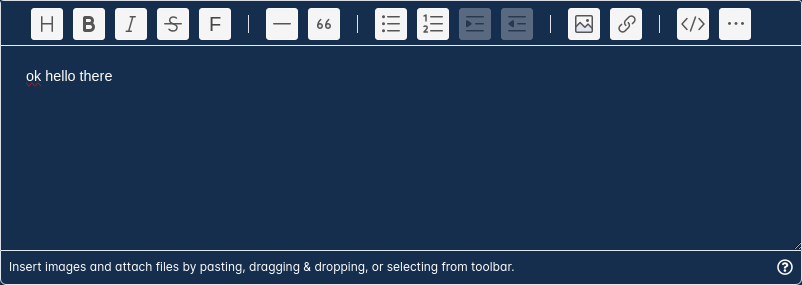 H B I S F — 66 </> ...
ok hello there
Insert images and attach files by pasting, dragging & dropping, or selecting from toolbar.